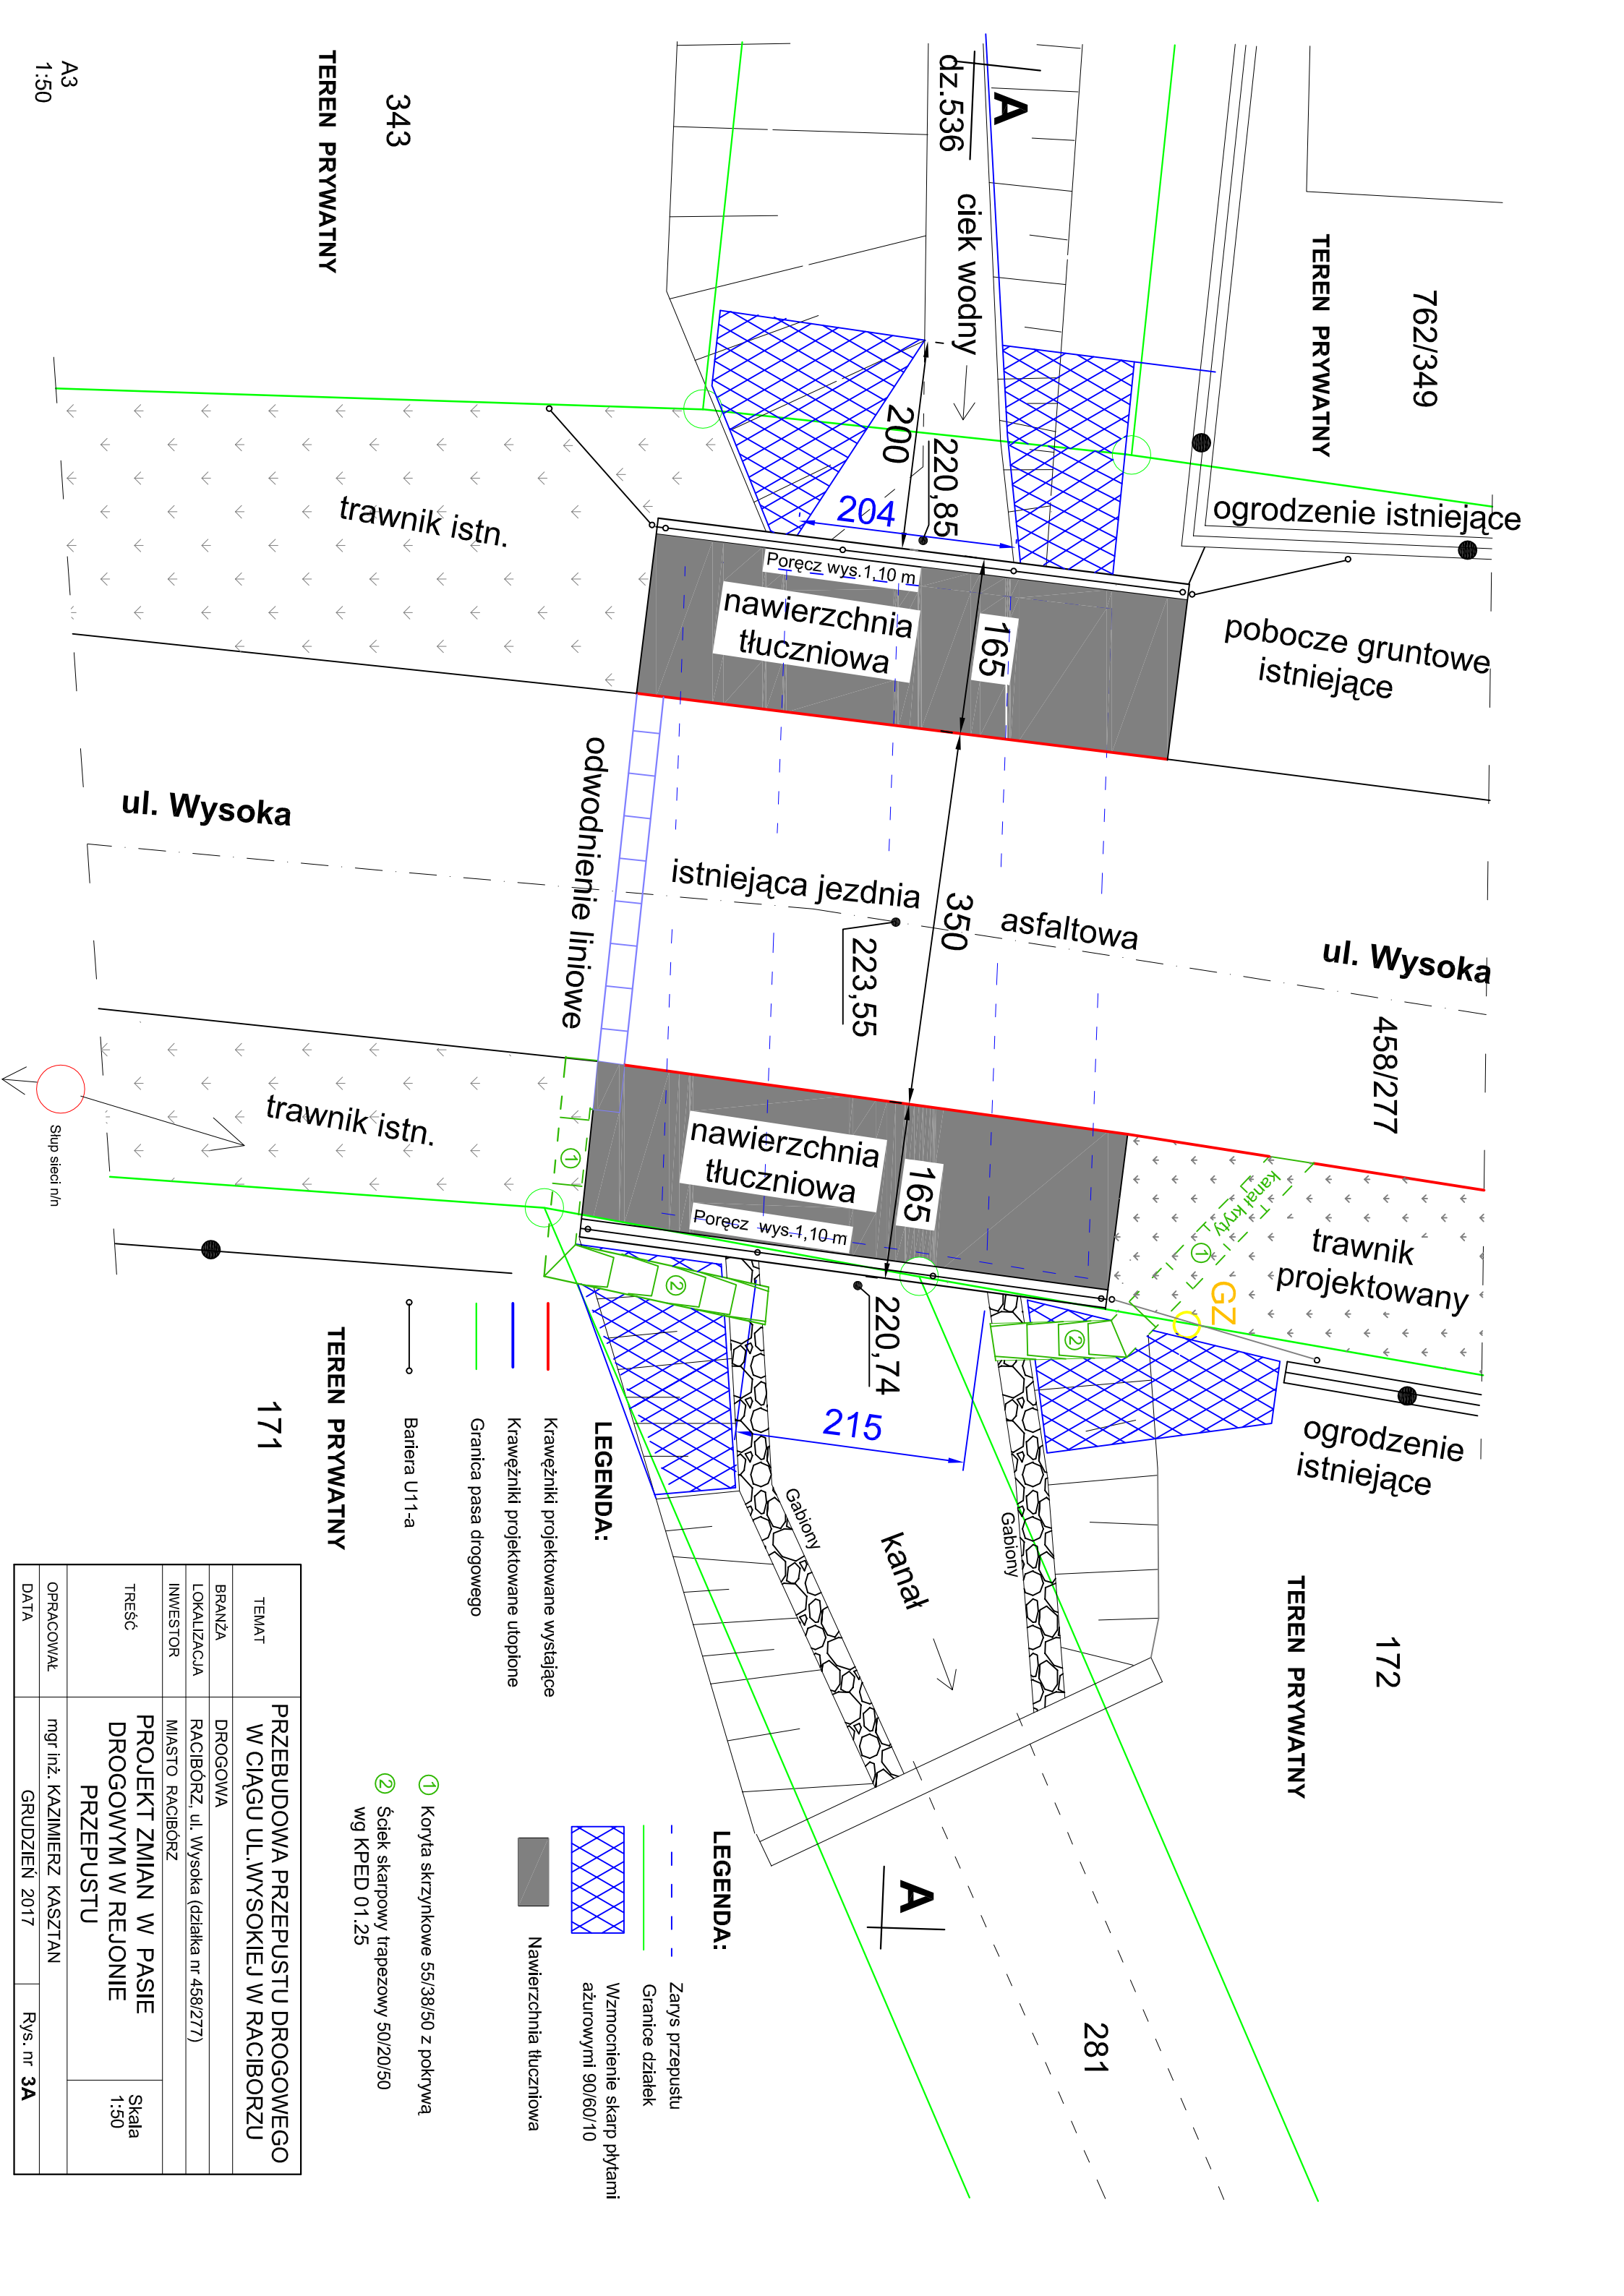 A3
1:50
TEREN PRYWATNY
343
dz.536
A
ciek wodny
TEREN PRYWATNY
762/349
ogrodzenie istniejące
200
220,85
204
trawnik istn.
Poręcz wys.1,10 m
nawierzchnia
tłuczniowa
165
pobocze gruntowe
istniejące
odwodnienie liniowe
ul. Wysoka
istniejąca jezdnia
asfaltowa
350
223,55
ul. Wysoka
458/277
trawnik istn.
Słup sieci n/n
1
nawierzchnia
tłuczniowa
165
Poręcz wys.1,10 m
kanał kryty
1
trawnik
projektowany
GZ
2
2
220,74
215
ogrodzenie
istniejące
Gabiony
Gabiony
kanał
171
TEREN PRYWATNY
172
TEREN PRYWATNY
281
A
LEGENDA:
Krawężniki projektowane wystające
Krawężniki projektowane utopione
Granica pasa drogowego
Bariera U11-a
LEGENDA:
Zarys przepustu
Granice działek
Wzmocnienie skarp płytami
ażurowymi 90/60/10
Nawierzchnia tłuczniowa
1 Koryta skrzynkowe 55/38/50 z pokrywą
2 Ściek skarpowy trapezowy 50/20/50
wg KPED 01.25
TEMAT
PRZEBUDOWA PRZEPUSTU DROGOWEGO
W CIĄGU UL.WYSOKIEJ W RACIBORZU
BRANŻA DROGOWA
LOKALIZACJA RACIBÓRZ, ul. Wysoka (działka nr 458/277)
INWESTOR MIASTO RACIBÓRZ
TREŚĆ
PROJEKT ZMIAN W PASIE
DROGOWYM W REJONIE
PRZEPUSTU
Skala
1:50
OPRACOWAŁ mgr inż. KAZIMIERZ KASZTAN
DATA GRUDZIEŃ 2017 Rys. nr 3A